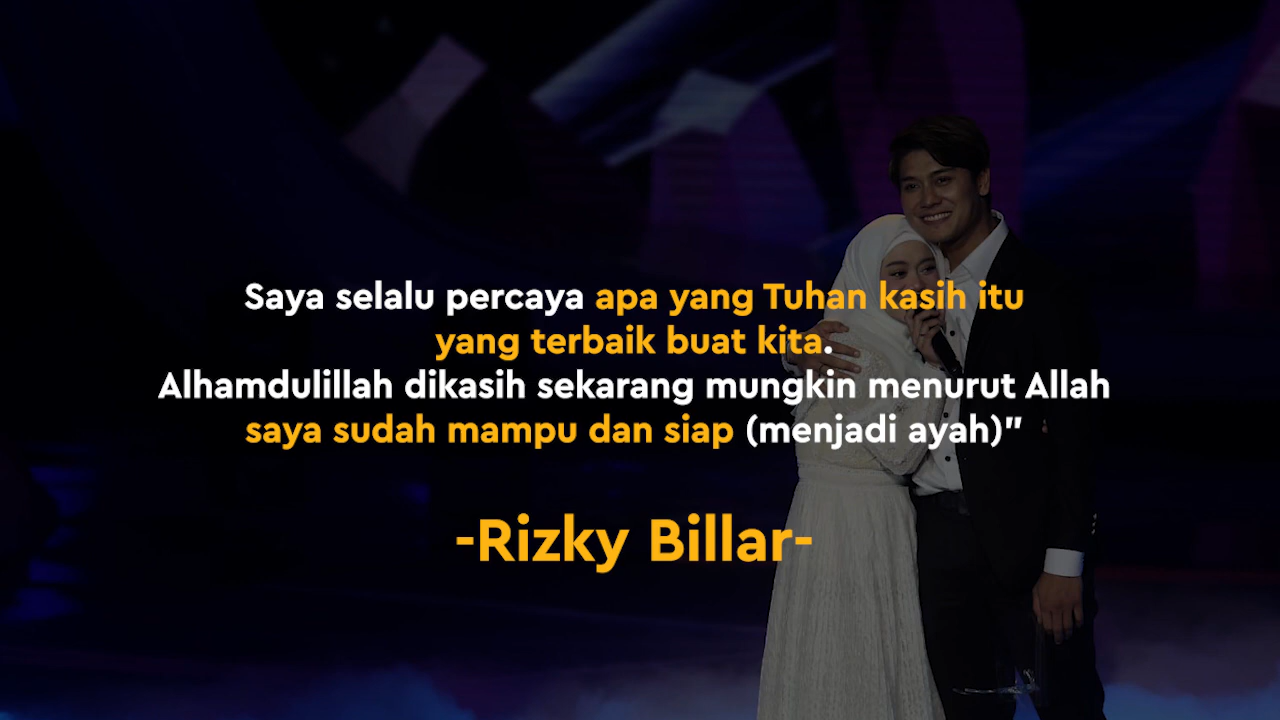 Saya selalu percaya apa yang Tuhan kasih itu
yang terbaik buat kita.
Alhamdulillah dikasih sekarang mungkin menurut Allah
saya sudah mampu dan siap (menjadi ayah)"
-Rizky Billar-